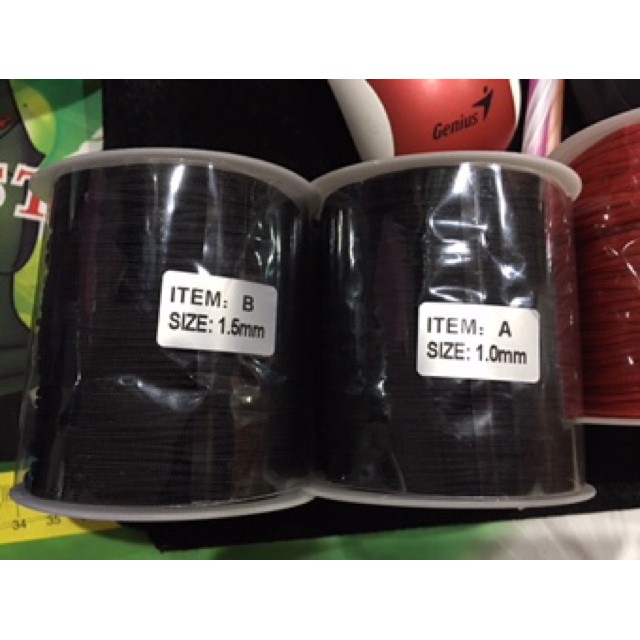 Genius
ITEM: B
SIZE: 1.5mm
ITEM: A
SIZE: 1.0mm
34 35